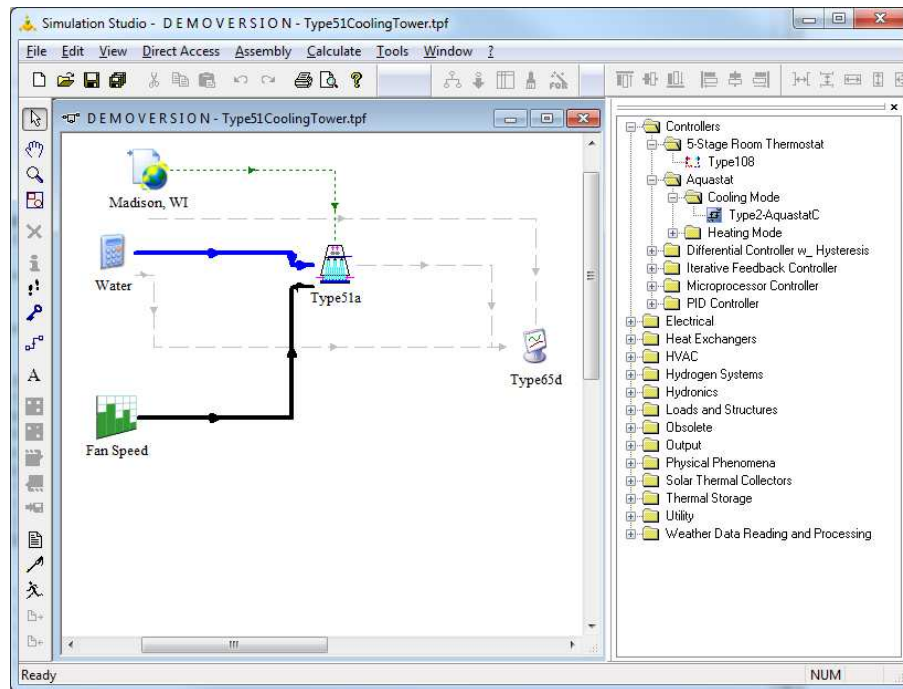 Simulation Studio - D E M O V E R S I O N - Type51CoolingTower.tpf
File Edit View Direct Access Assembly Calculate Tools Window ?
D E M O V E R S I O N - Type51CoolingTower.tpf
Madison, WI
Water
Type51a
Type65d
Fan Speed
A
Controllers
5-Stage Room Thermostat
Type108
Aquastat
Cooling Mode
Type2-AquastatC
Heating Mode
Differential Controller w_ Hysteresis
Iterative Feedback Controller
Microprocessor Controller
PID Controller
Electrical
Heat Exchangers
HVAC
Hydrogen Systems
Hydronics
Loads and Structures
Obsolete
Output
Physical Phenomena
Solar Thermal Collectors
Thermal Storage
Utility
Weather Data Reading and Processing
Ready
NUM